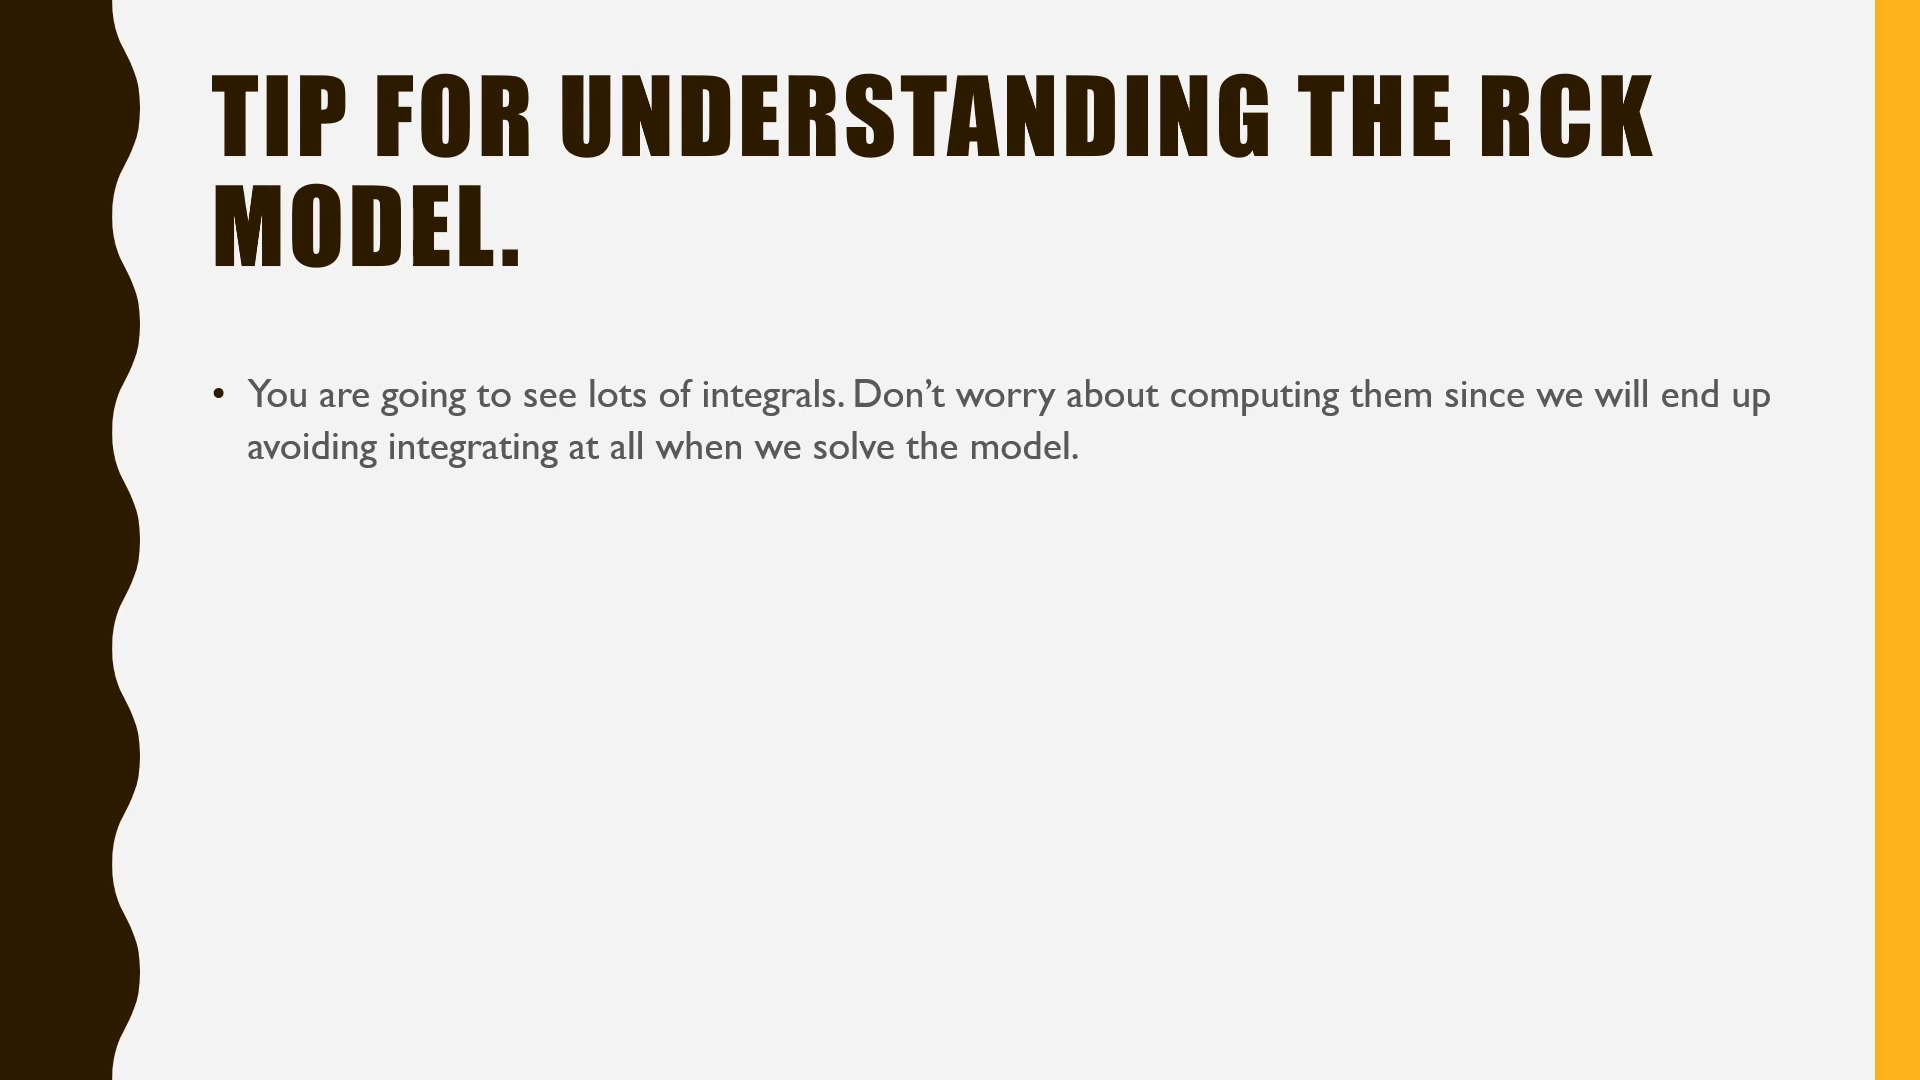 TIP FOR UNDERSTANDING THE RCK
MODEL.
• You are going to see lots of integrals. Don’t worry about computing them since we will end up
avoiding integrating at all when we solve the model.